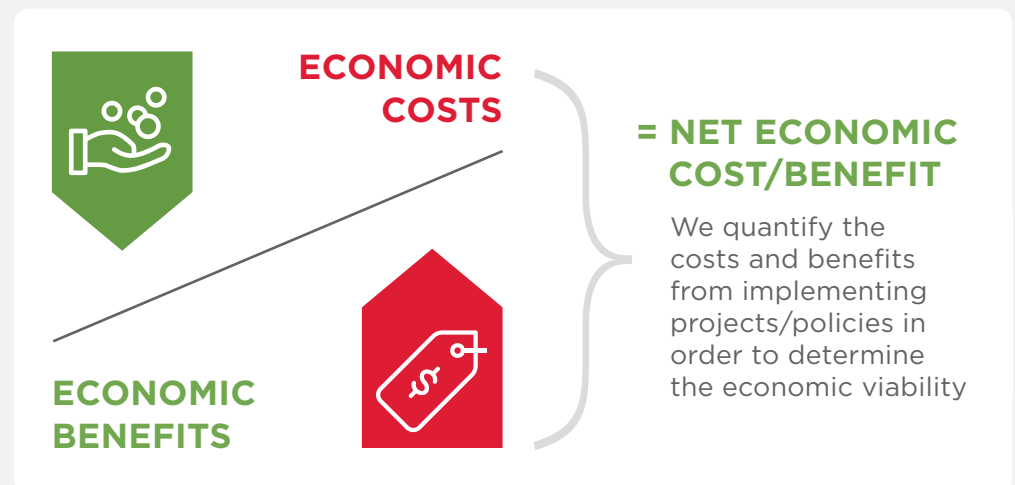 ECONOMIC
COSTS
$
ECONOMIC
BENEFITS
= NET ECONOMIC
COST/BENEFIT
We quantify the
costs and benefits
from implementing
projects/policies in
order to determine
the economic viability